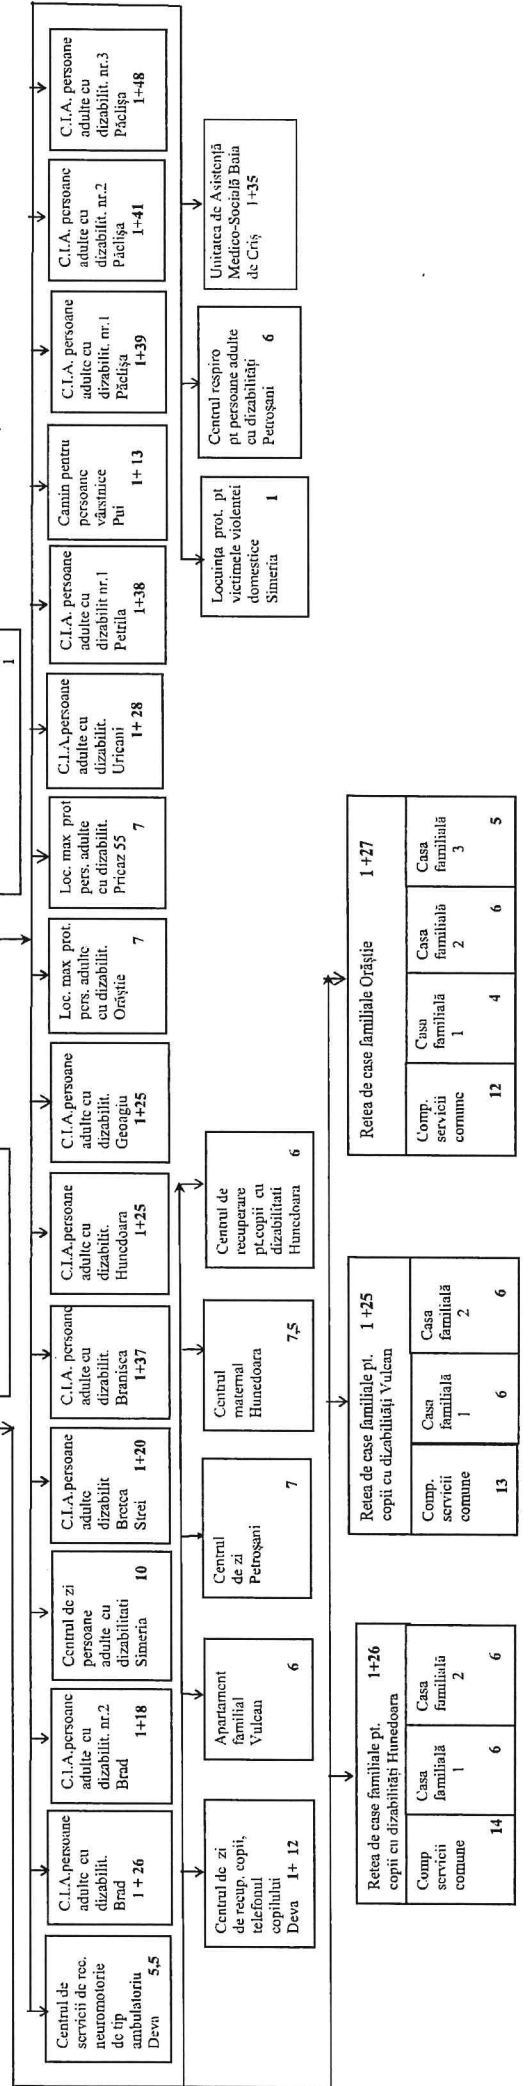 1
Centrul de
servicii de rec.
neuromotorie
de tip
ambulatoriu 5,5
Deva
C.I.A.persoane
adulte cu
dizabilit.
Brad
1 + 26
C.I.A.persoane
adulte cu
dizabilit. nr.2
Brad 1+18
Centrul de zi
persoane
adulte cu
dizabilitati 10
Simeria
C.I.A.persoane
adulte
dizabilit
Bretea 1+20
Strei
C.I.A. persoane
adulte cu
dizabilit.
Branisca
1+37
C.I.A.persoane
adulte cu
dizabilit.
Hunedoara
1+25
C.I.A.persoane
adulte cu
dizabilit.
Geoagiu
1+25
Loc. max prot.
pers. adulte
cu dizabilit.
Orăștie 7
Loc. max prot
pers. adulte
cu dizabilit.
Pricaz 55 7
C.I.A.persoane
adulte cu
dizabilit.
Uricani
1+ 28
C.I.A. persoane
adulte cu
dizabilit nr.1
Petrila
1+38
Camin pentru
persoane
vârstnice
Pui
1+ 13
C.I.A. persoane
adulte cu
dizabilit. nr.1
Păclișa
1+39
C.I.A. persoane
adulte cu
dizabilit. nr.2
Păclișa
1+41
C.I.A. persoane
adulte cu
dizabilit. nr.3
Păclișa
1+48
Centrul de zi
de recup. copii,
telefonul
copilului
Deva 1+ 12
Apartament
familial
Vulcan
6
Centrul
de zi
Petroșani
7
Centrul
maternal
Hunedoara
7,5
Centrul de
recuperare
pt.copii cu
dizabilitati
Hunedoara 6
Locuința prot. pt
victimele violentei
domestice
Simeria 1
Centrul respiro
pt persoane adulte
cu dizabilități
Petroșani 6
Unitatea de Asistență
Medico-Socială Baia
de Criș 1+35
Retea de case familiale pt. 1+26
copii cu dizabilități Hunedoara
Comp
servicii
comune
14
Casa
familială
1
6
Casa
familială
2
6
Retea de case familiale pt. 1 +25
copii cu dizabilități Vulcan
Comp.
servicii
comune
13
Casa
familială
1
6
Casa
familială
2
6
Retea de case familiale Orăștie 1 +27
Comp.
servicii
comune
12
Casa
familială
1
4
Casa
familială
2
6
Casa
familială
3
5